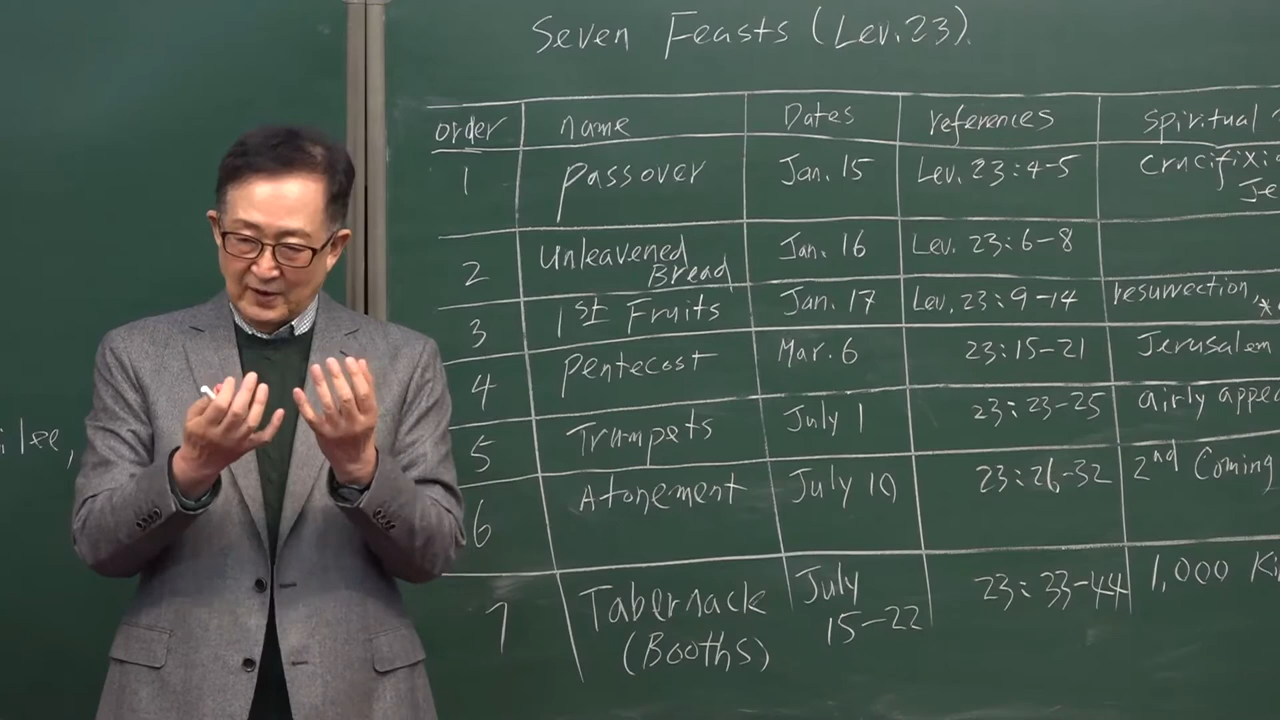 Seven Feasts (Lev.23).
order name Dates references spiritual
1 passover Jan. 15 Lev. 23:4-5 crucifixi
Je
2 Unleavened Jan. 16 Lev. 23:6-8
Bread
3 1st Fruits Jan. 17 Lev. 23:9-14 resurrection, *
4 pentecost Mar. 6 23:15-21 Jerusalem
5 Trumpets July 1 23:23-25 airly appea
6 Atonement July 10 23:26-32 2nd Coming
7 Tabernack July 23:33-44 1,000 Ki
(Booths) 15-22
ilee,